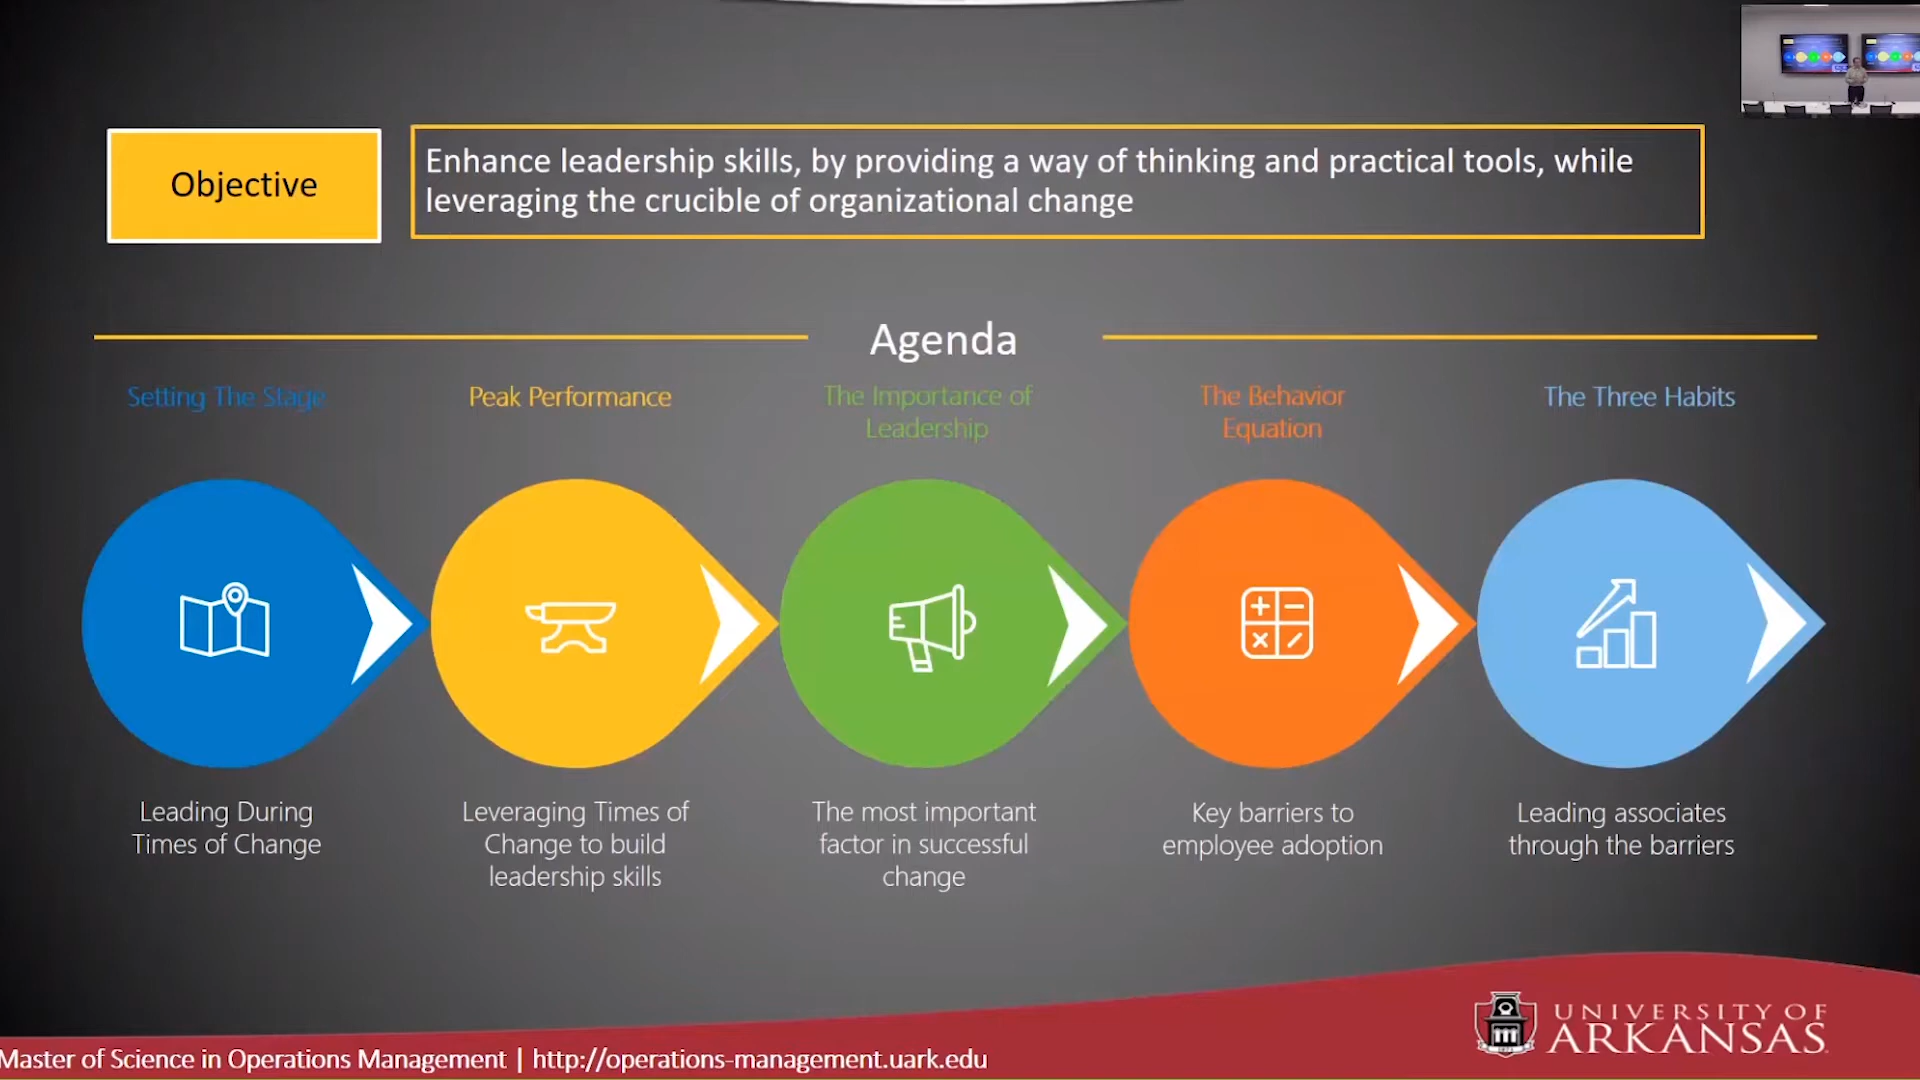 Objective
Enhance leadership skills, by providing a way of thinking and practical tools, while
leveraging the crucible of organizational change
Agenda
Setting The Stage
Peak Performance
The Importance of
Leadership
The Behavior
Equation
The Three Habits
Leading During
Times of Change
Leveraging Times of
Change to build
leadership skills
The most important
factor in successful
change
Key barriers to
employee adoption
Leading associates
through the barriers
Master of Science in Operations Management | http://operations-management.uark.edu
UNIVERSITY OF
ARKANSAS